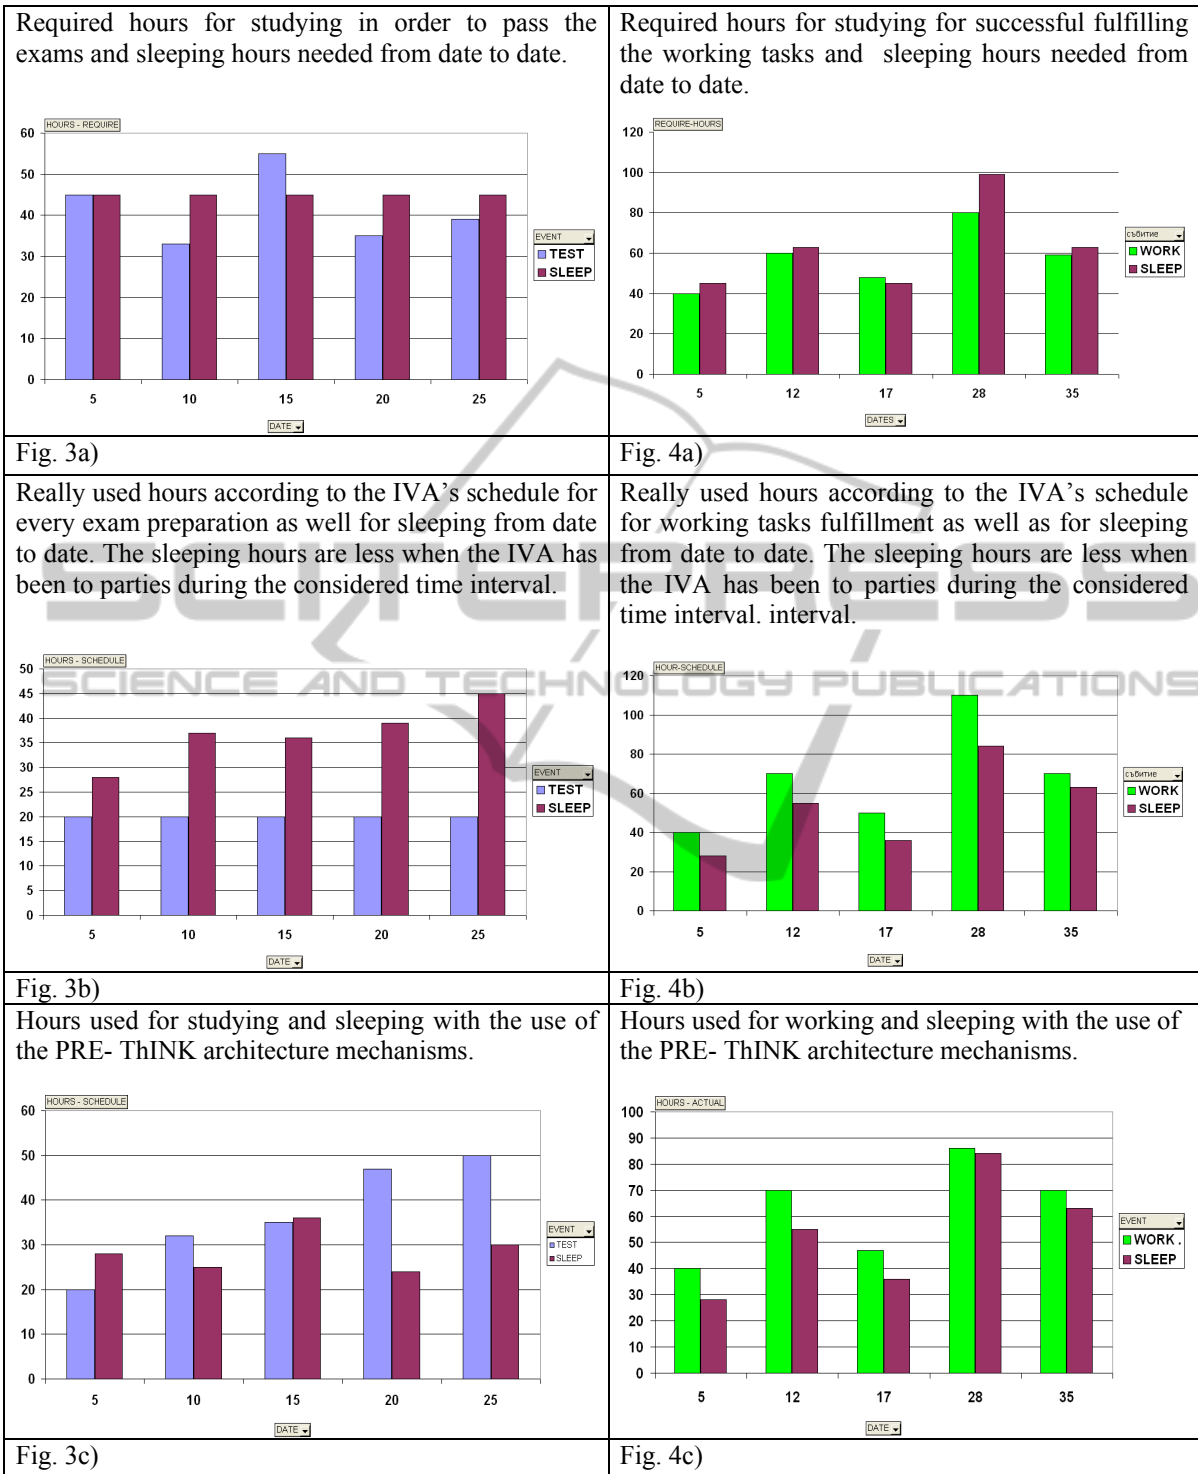 Required hours for studying in order to pass the
exams and sleeping hours needed from date to date.
HOURS - REQUIRE
60
50
40
30
20
10
0
5 10 15 20 25
DATE
EVENT
TEST
SLEEP
Fig. 3a)
Required hours for studying for successful fulfilling
the working tasks and sleeping hours needed from
date to date.
REQUIRE-HOURS
120
100
80
60
40
20
0
5 12 17 28 35
DATES
събитие
WORK
SLEEP
Fig. 4a)
Really used hours according to the IVA's schedule for
every exam preparation as well for sleeping from date
to date. The sleeping hours are less when the IVA has
been to parties during the considered time interval.
HOURS - SCHEDULE
50
45
40
35
30
25
20
15
10
5
0
5 10 15 20 25
DATE
EVENT
TEST
SLEEP
Fig. 3b)
Really used hours according to the IVA's schedule
for working tasks fulfillment as well as for sleeping
from date to date. The sleeping hours are less when
the IVA has been to parties during the considered
time interval. interval.
HOUR-SCHEDULE
120
100
80
60
40
20
0
5 12 17 28 35
DATE
събитие
WORK
SLEEP
Fig. 4b)
Hours used for studying and sleeping with the use of
the PRE- ThINK architecture mechanisms.
HOURS - SCHEDULE
60
50
40
30
20
10
0
5 10 15 20 25
DATE
EVENT
TEST
SLEEP
Fig. 3c)
Hours used for working and sleeping with the use of
the PRE- ThINK architecture mechanisms.
HOURS - ACTUAL
100
90
80
70
60
50
40
30
20
10
0
5 12 17 28 35
DATE
EVENT
WORK .
SLEEP
Fig. 4c)
SCITEPRESS
SCIENCE AND TECHNOLOGY PUBLICATIONS